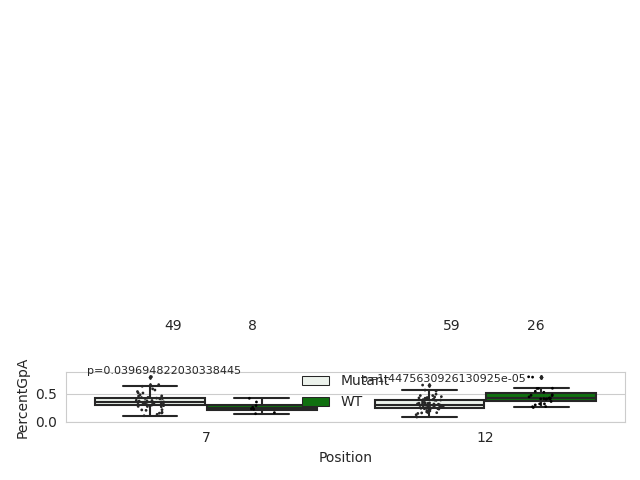 49 8 59 26
p=0.039694822030338445
Mutant
p=1.4475630926130925e-05
WT
PercentGpA
0.5
0.0
7 12
Position